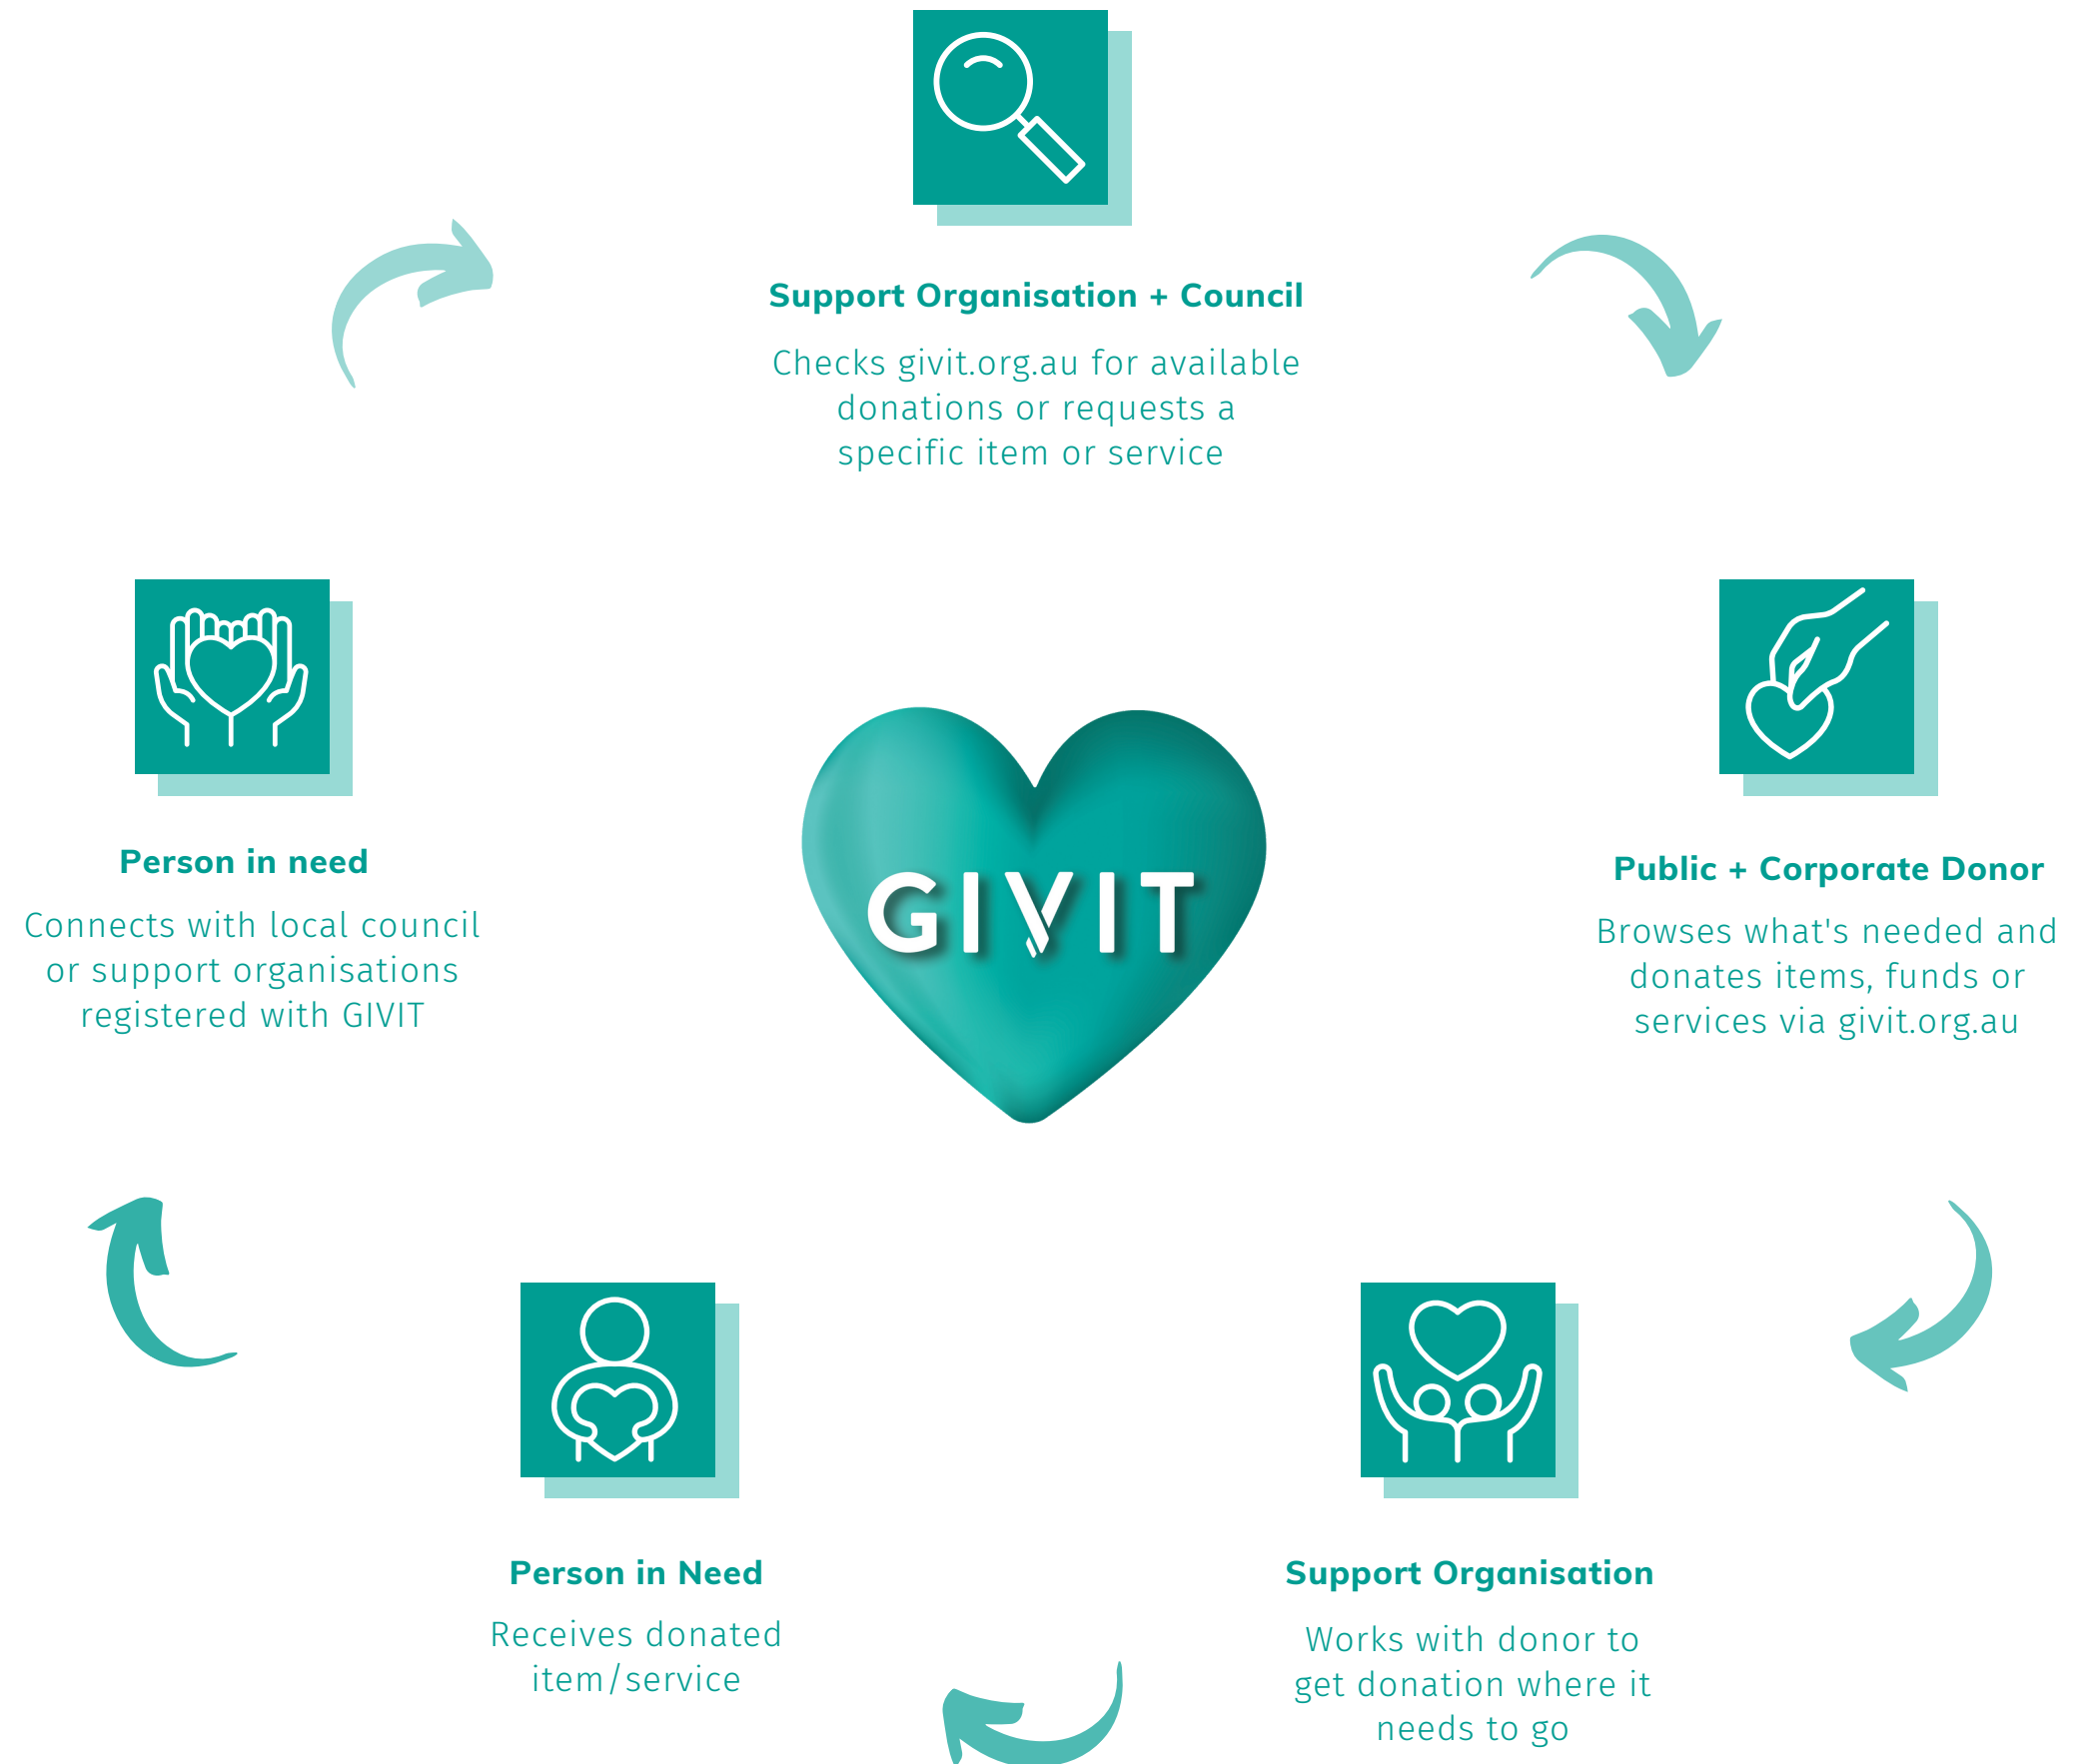 Support Organisation + Council
Checks givit.org.au for available
donations or requests a
specific item or service
Person in need
Connects with local council
or support organisations
registered with GIVIT
GIVIT
Public + Corporate Donor
Browses what's needed and
donates items, funds or
services via givit.org.au
Person in Need
Receives donated
item/service
Support Organisation
Works with donor to
get donation where it
needs to go